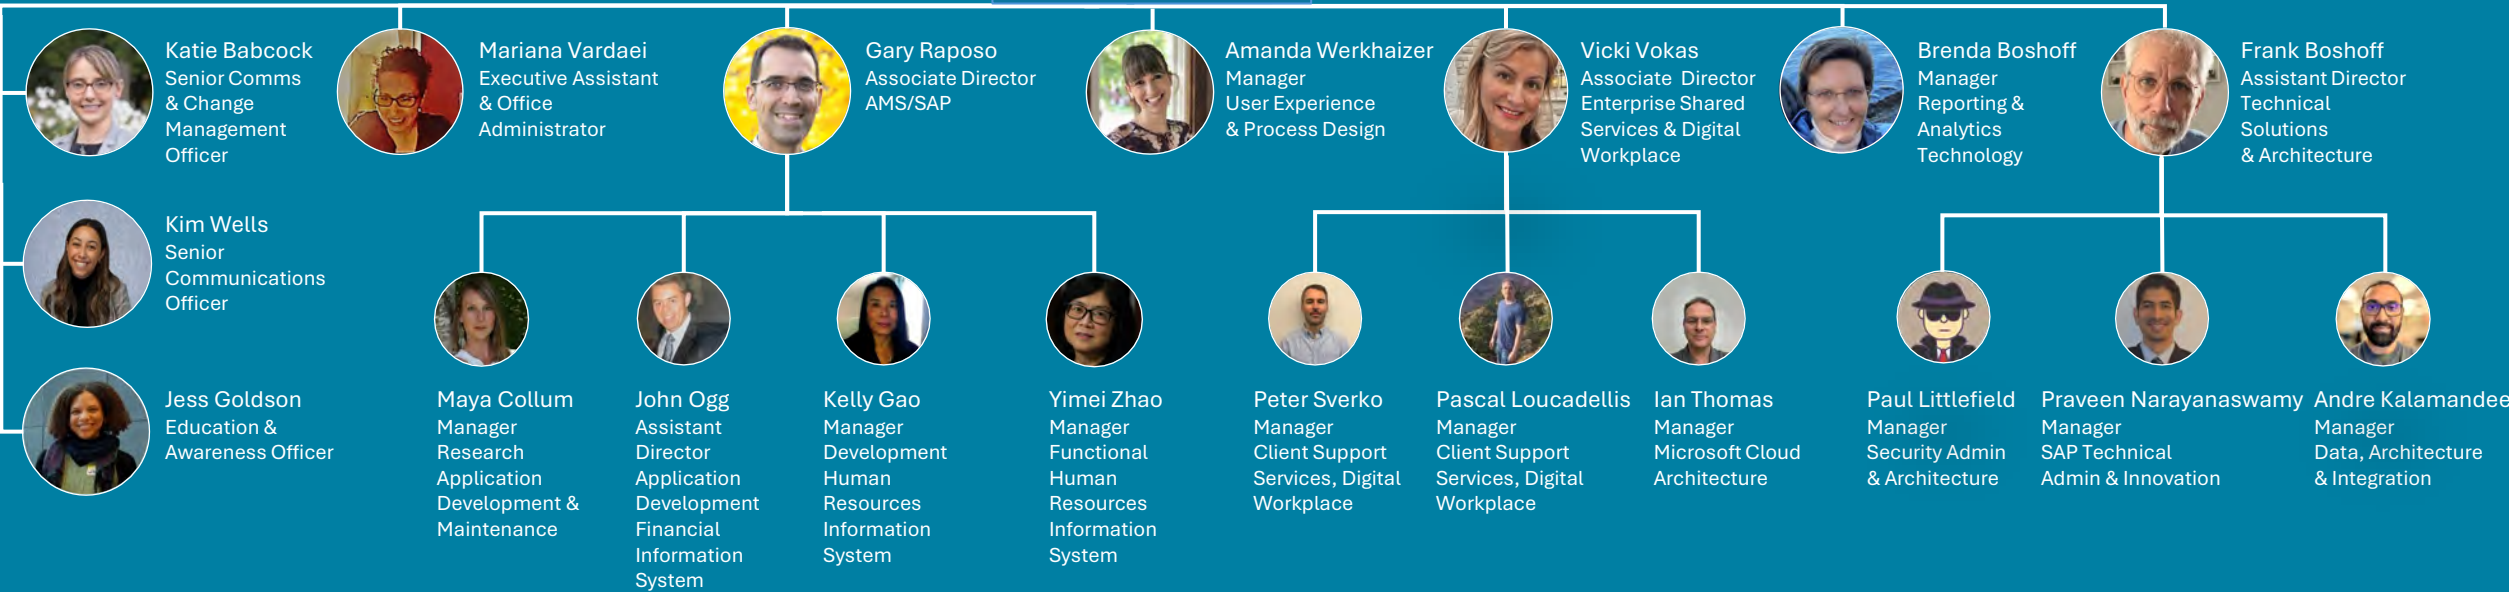 Katie Babcock
Senior Comms
& Change
Management
Officer
Mariana Vardaei
Executive Assistant
& Office
Administrator
Gary Raposo
Associate Director
AMS/SAP
Amanda Werkhaizer
Manager
User Experience
& Process Design
Vicki Vokas
Associate Director
Enterprise Shared
Services & Digital
Workplace
Brenda Boshoff
Manager
Reporting &
Analytics
Technology
Frank Boshoff
Assistant Director
Technical
Solutions
& Architecture
Kim Wells
Senior
Communications
Officer
Jess Goldson
Education &
Awareness Officer
Maya Collum
Manager
Research
Application
Development &
Maintenance
John Ogg
Assistant
Director
Application
Development
Financial
Information
System
Kelly Gao
Manager
Development
Human
Resources
Information
System
Yimei Zhao
Manager
Functional
Human
Resources
Information
System
Peter Sverko
Manager
Client Support
Services, Digital
Workplace
Pascal Loucadellis
Manager
Client Support
Services, Digital
Workplace
Ian Thomas
Manager
Microsoft Cloud
Architecture
Paul Littlefield
Manager
Security Admin
& Architecture
Praveen Narayanaswamy
Manager
SAP Technical
Admin & Innovation
Andre Kalamandee
Manager
Data, Architecture
& Integration